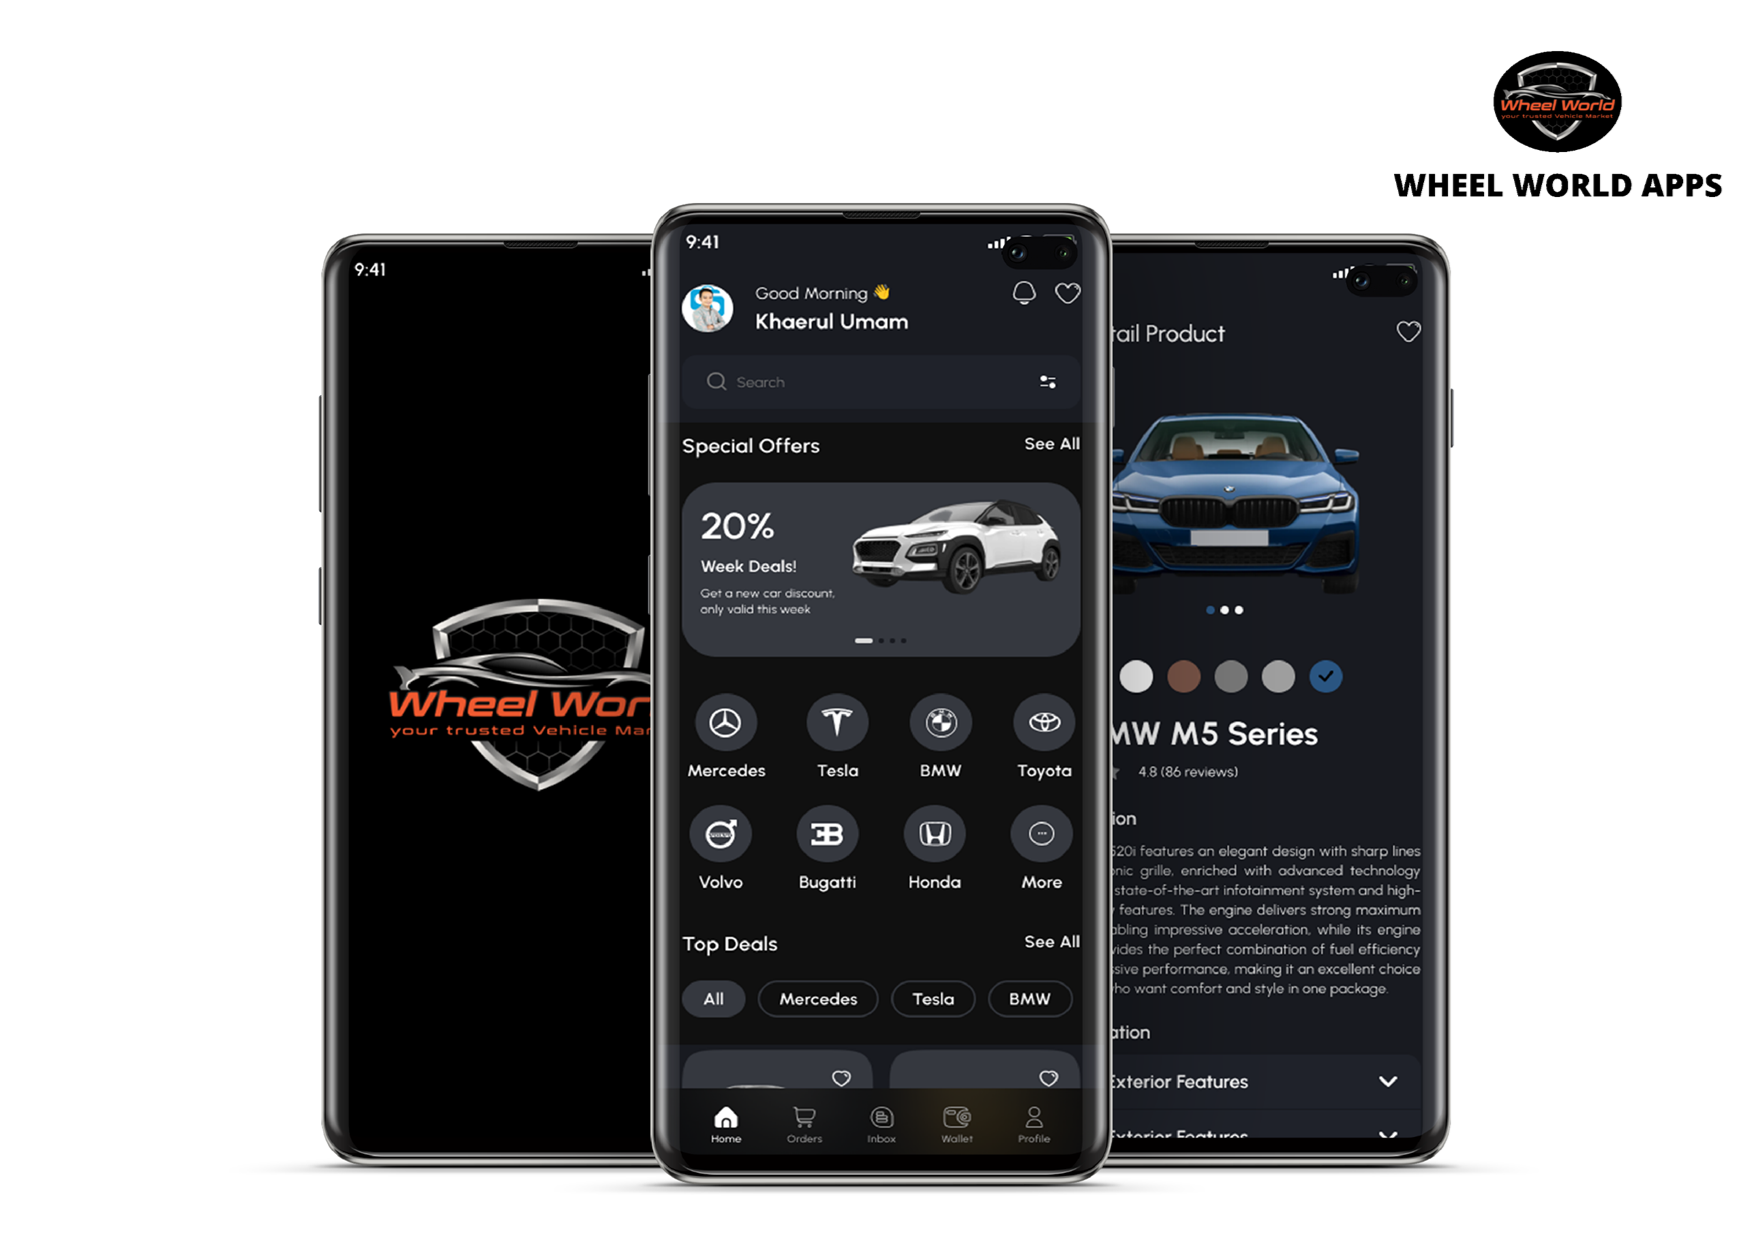 Wheel World
your trusted Vehicle Market
WHEEL WORLD APPS
9:41
Wheel Wor
your trusted Vehicle Mar
9:41
Good Morning 👋
Khaerul Umam
Search
Special Offers
See All
20%
Week Deals!
Get a new car discount,
only valid this week
Mercedes
Tesla
BMW
Toyota
Volvo
Bugatti
Honda
More
Top Deals
See All
All
Mercedes
Tesla
BMW
Home
Orders
Inbox
Wallet
Profile
tail Product
MW M5 Series
4.8 (86 reviews)
ion
520i features an elegant design with sharp lines
onic grille, enriched with advanced technology
state-of-the-art infotainment system and high-
y features. The engine delivers strong maximum
abling impressive acceleration, while its engine
vides the perfect combination of fuel efficiency
ssive performance, making it an excellent choice
who want comfort and style in one package.
ation
Exterior Features
Exterior Features